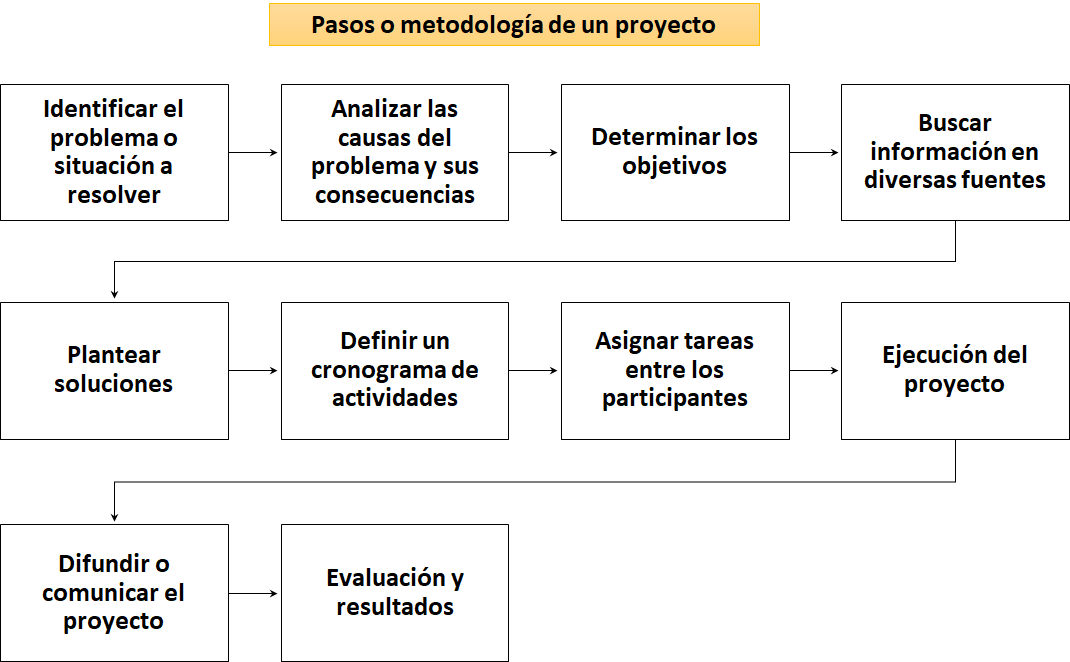 Pasos o metodología de un proyecto
Identificar el
problema o
situación a
resolver
Analizar las
causas del
problema y sus
consecuencias
Determinar los
objetivos
Buscar
información en
diversas fuentes
Plantear
soluciones
Definir un
cronograma de
actividades
Asignar tareas
entre los
participantes
Ejecución del
proyecto
Difundir o
comunicar el
proyecto
Evaluación y
resultados